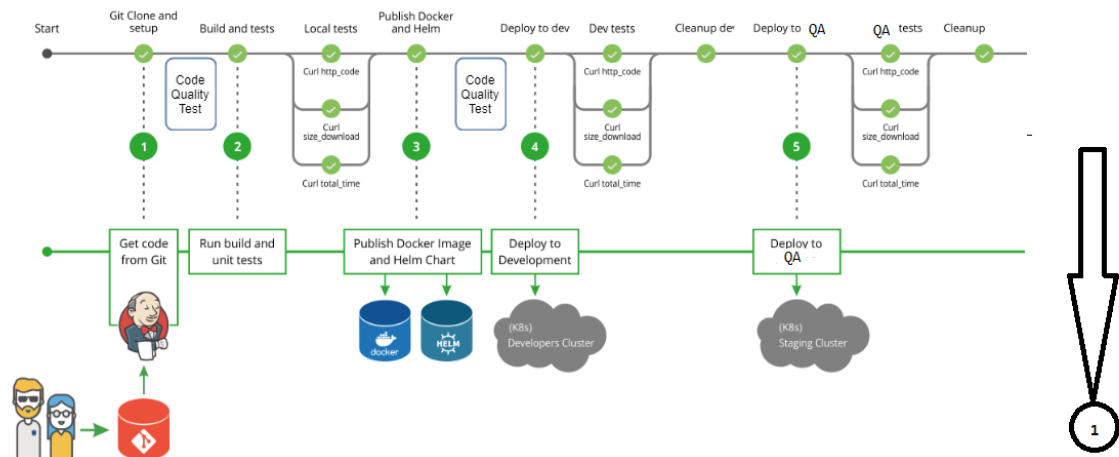 Start
Git Clone and
setup
Build and tests
Local tests
Publish Docker
and Helm
Deploy to dev
Dev tests
Cleanup dev
Deploy to QA
QA tests
Cleanup
Code
Quality
Test
Code
Quality
Test
Curl http_code
Curl
size_download
Curl total_time
Curl http_code
Curl
size_download
Curl total_time
Curl http_code
Curl
size_download
Curl total_time
1
2
3
4
5
Get code
from Git
Run build and
unit tests
Publish Docker Image
and Helm Chart
Deploy to
Development
Deploy to
QA
docker
HELM
(K8s)
Developers Cluster
(K8s)
Staging Cluster
1